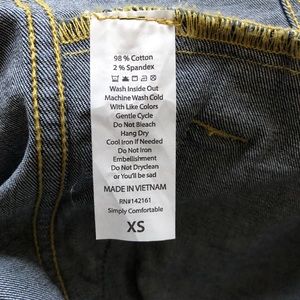 98 % Cotton
2 % Spandex
Wash Inside Out
Machine Wash Cold
With Like Colors
Gentle Cycle
Do Not Bleach
Hang Dry
Cool Iron If Needed
Do Not Iron
Embellishment
Do Not Dryclean
or You'll be sad
MADE IN VIETNAM
RN#142161
Simply Comfortable
XS